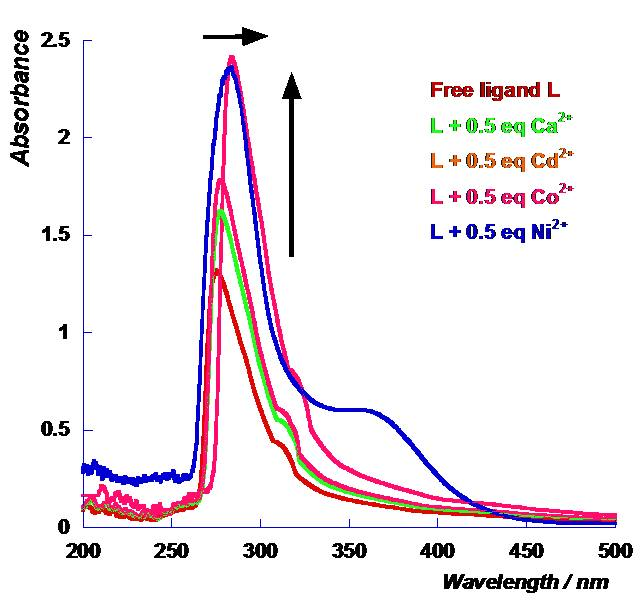 Absorbance
2.5
2
1.5
1
0.5
0
200 250 300 350 400 450 500
Wavelength / nm
Free ligand L
L + 0.5 eq Ca²⁺
L + 0.5 eq Cd²⁺
L + 0.5 eq Co²⁺
L + 0.5 eq Ni²⁺